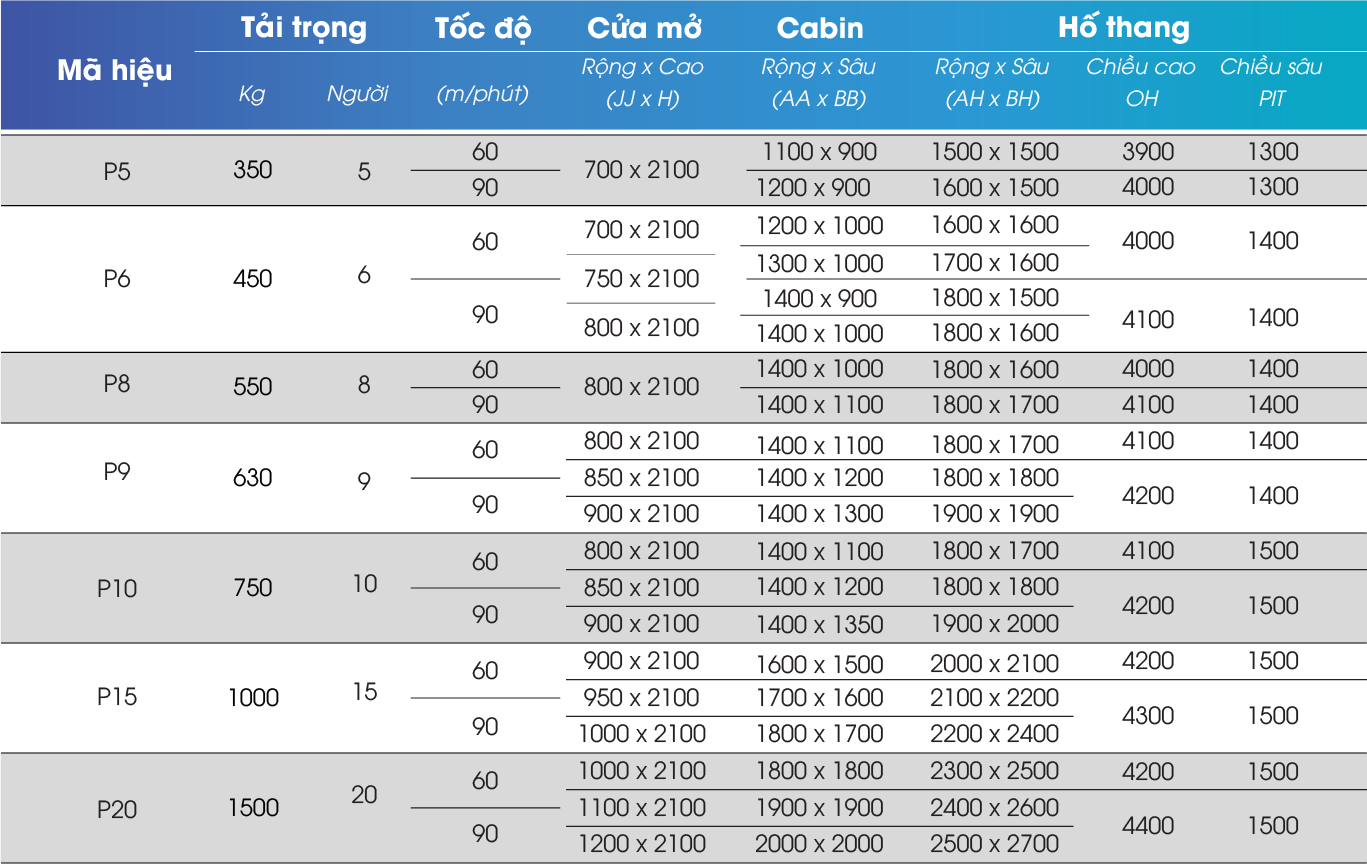 Mã hiệu Tải trọng Tốc độ Cửa mở Cabin Hố thang
Kg Người (m/phút) Rộng x Cao (JJ x H) Rộng x Sâu (AA x BB) Rộng x Sâu (AH x BH) Chiều cao OH Chiều sâu PIT
P5 350 5 700 x 2100
60 1100 x 900 1500 x 1500 3900 1300
90 1200 x 900 1600 x 1500 4000 1300
P6 450 6
60 700 x 2100 1200 x 1000 1600 x 1600 4000 1400
750 x 2100 1300 x 1000 1700 x 1600
90 1400 x 900 1800 x 1500 4100 1400
800 x 2100 1400 x 1000 1800 x 1600
P8 550 8 800 x 2100
60 1400 x 1000 1800 x 1600 4000 1400
90 1400 x 1100 1800 x 1700 4100 1400
P9 630 9
60 800 x 2100 1400 x 1100 1800 x 1700 4100 1400
850 x 2100 1400 x 1200 1800 x 1800 4200 1400
90 900 x 2100 1400 x 1300 1900 x 1900
P10 750 10
60 800 x 2100 1400 x 1100 1800 x 1700 4100 1500
850 x 2100 1400 x 1200 1800 x 1800 4200 1500
90 900 x 2100 1400 x 1350 1900 x 2000
P15 1000 15
60 900 x 2100 1600 x 1500 2000 x 2100 4200 1500
950 x 2100 1700 x 1600 2100 x 2200 4300 1500
90 1000 x 2100 1800 x 1700 2200 x 2400
P20 1500 20
60 1000 x 2100 1800 x 1800 2300 x 2500 4200 1500
1100 x 2100 1900 x 1900 2400 x 2600 4400 1500
90 1200 x 2100 2000 x 2000 2500 x 2700